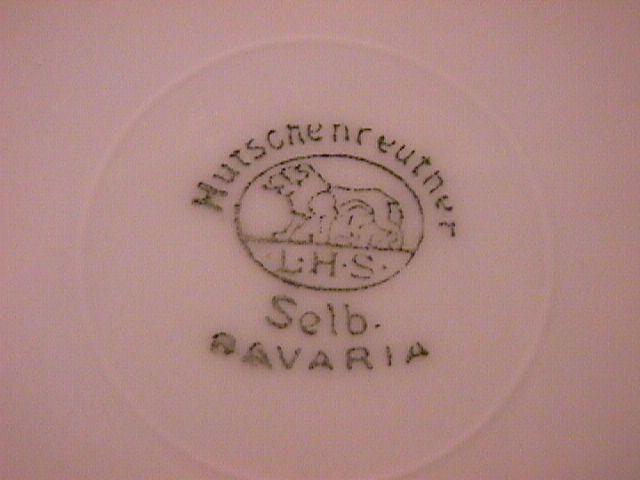 Hutschenreuther
L.H.S.
Selb.
BAVARIA